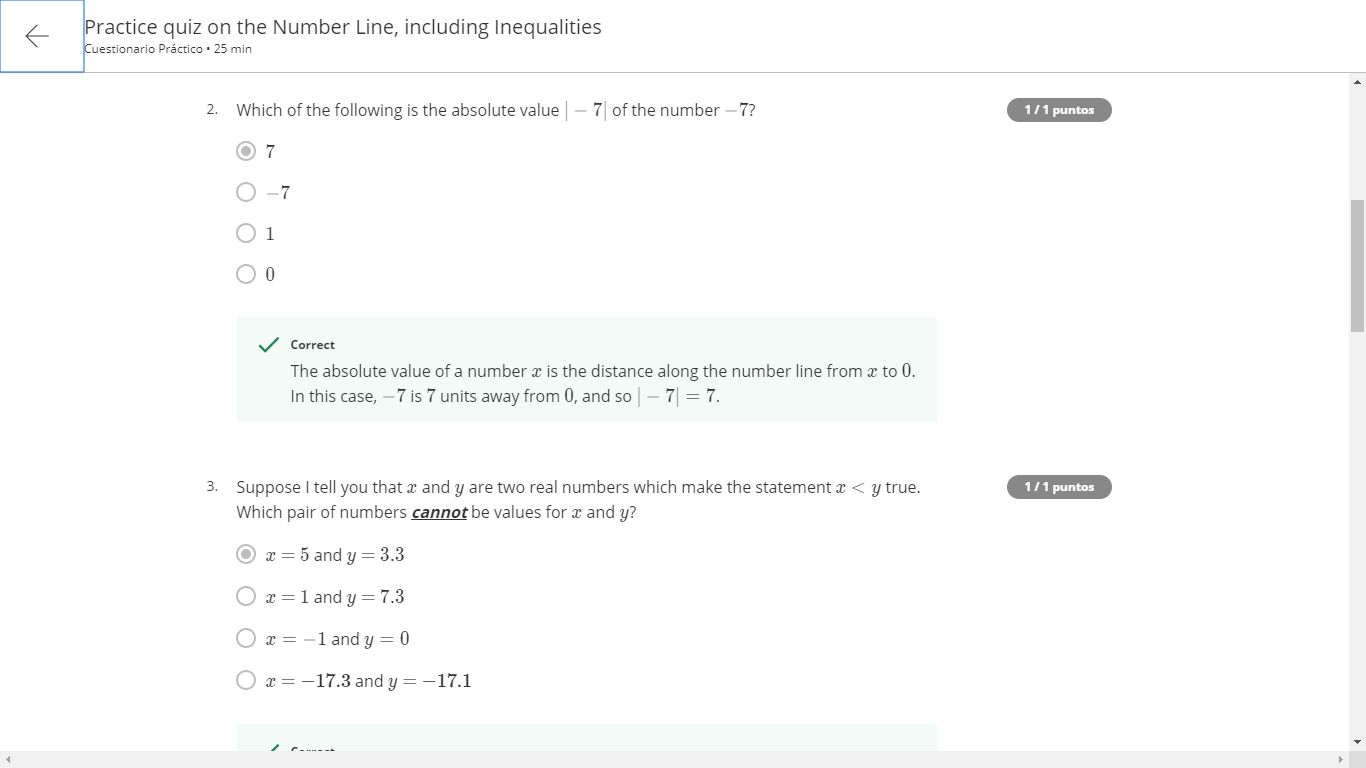 Practice quiz on the Number Line, including Inequalities
Cuestionario Práctico • 25 min
2. Which of the following is the absolute value | − 7| of the number −7?
1 / 1 puntos
7
−7
1
0
Correct
The absolute value of a number x is the distance along the number line from x to 0.
In this case, −7 is 7 units away from 0, and so | − 7| = 7.
3. Suppose I tell you that x and y are two real numbers which make the statement x < y true.
1 / 1 puntos
Which pair of numbers cannot be values for x and y?
x = 5 and y = 3.3
x = 1 and y = 7.3
x = −1 and y = 0
x = −17.3 and y = −17.1
Correct